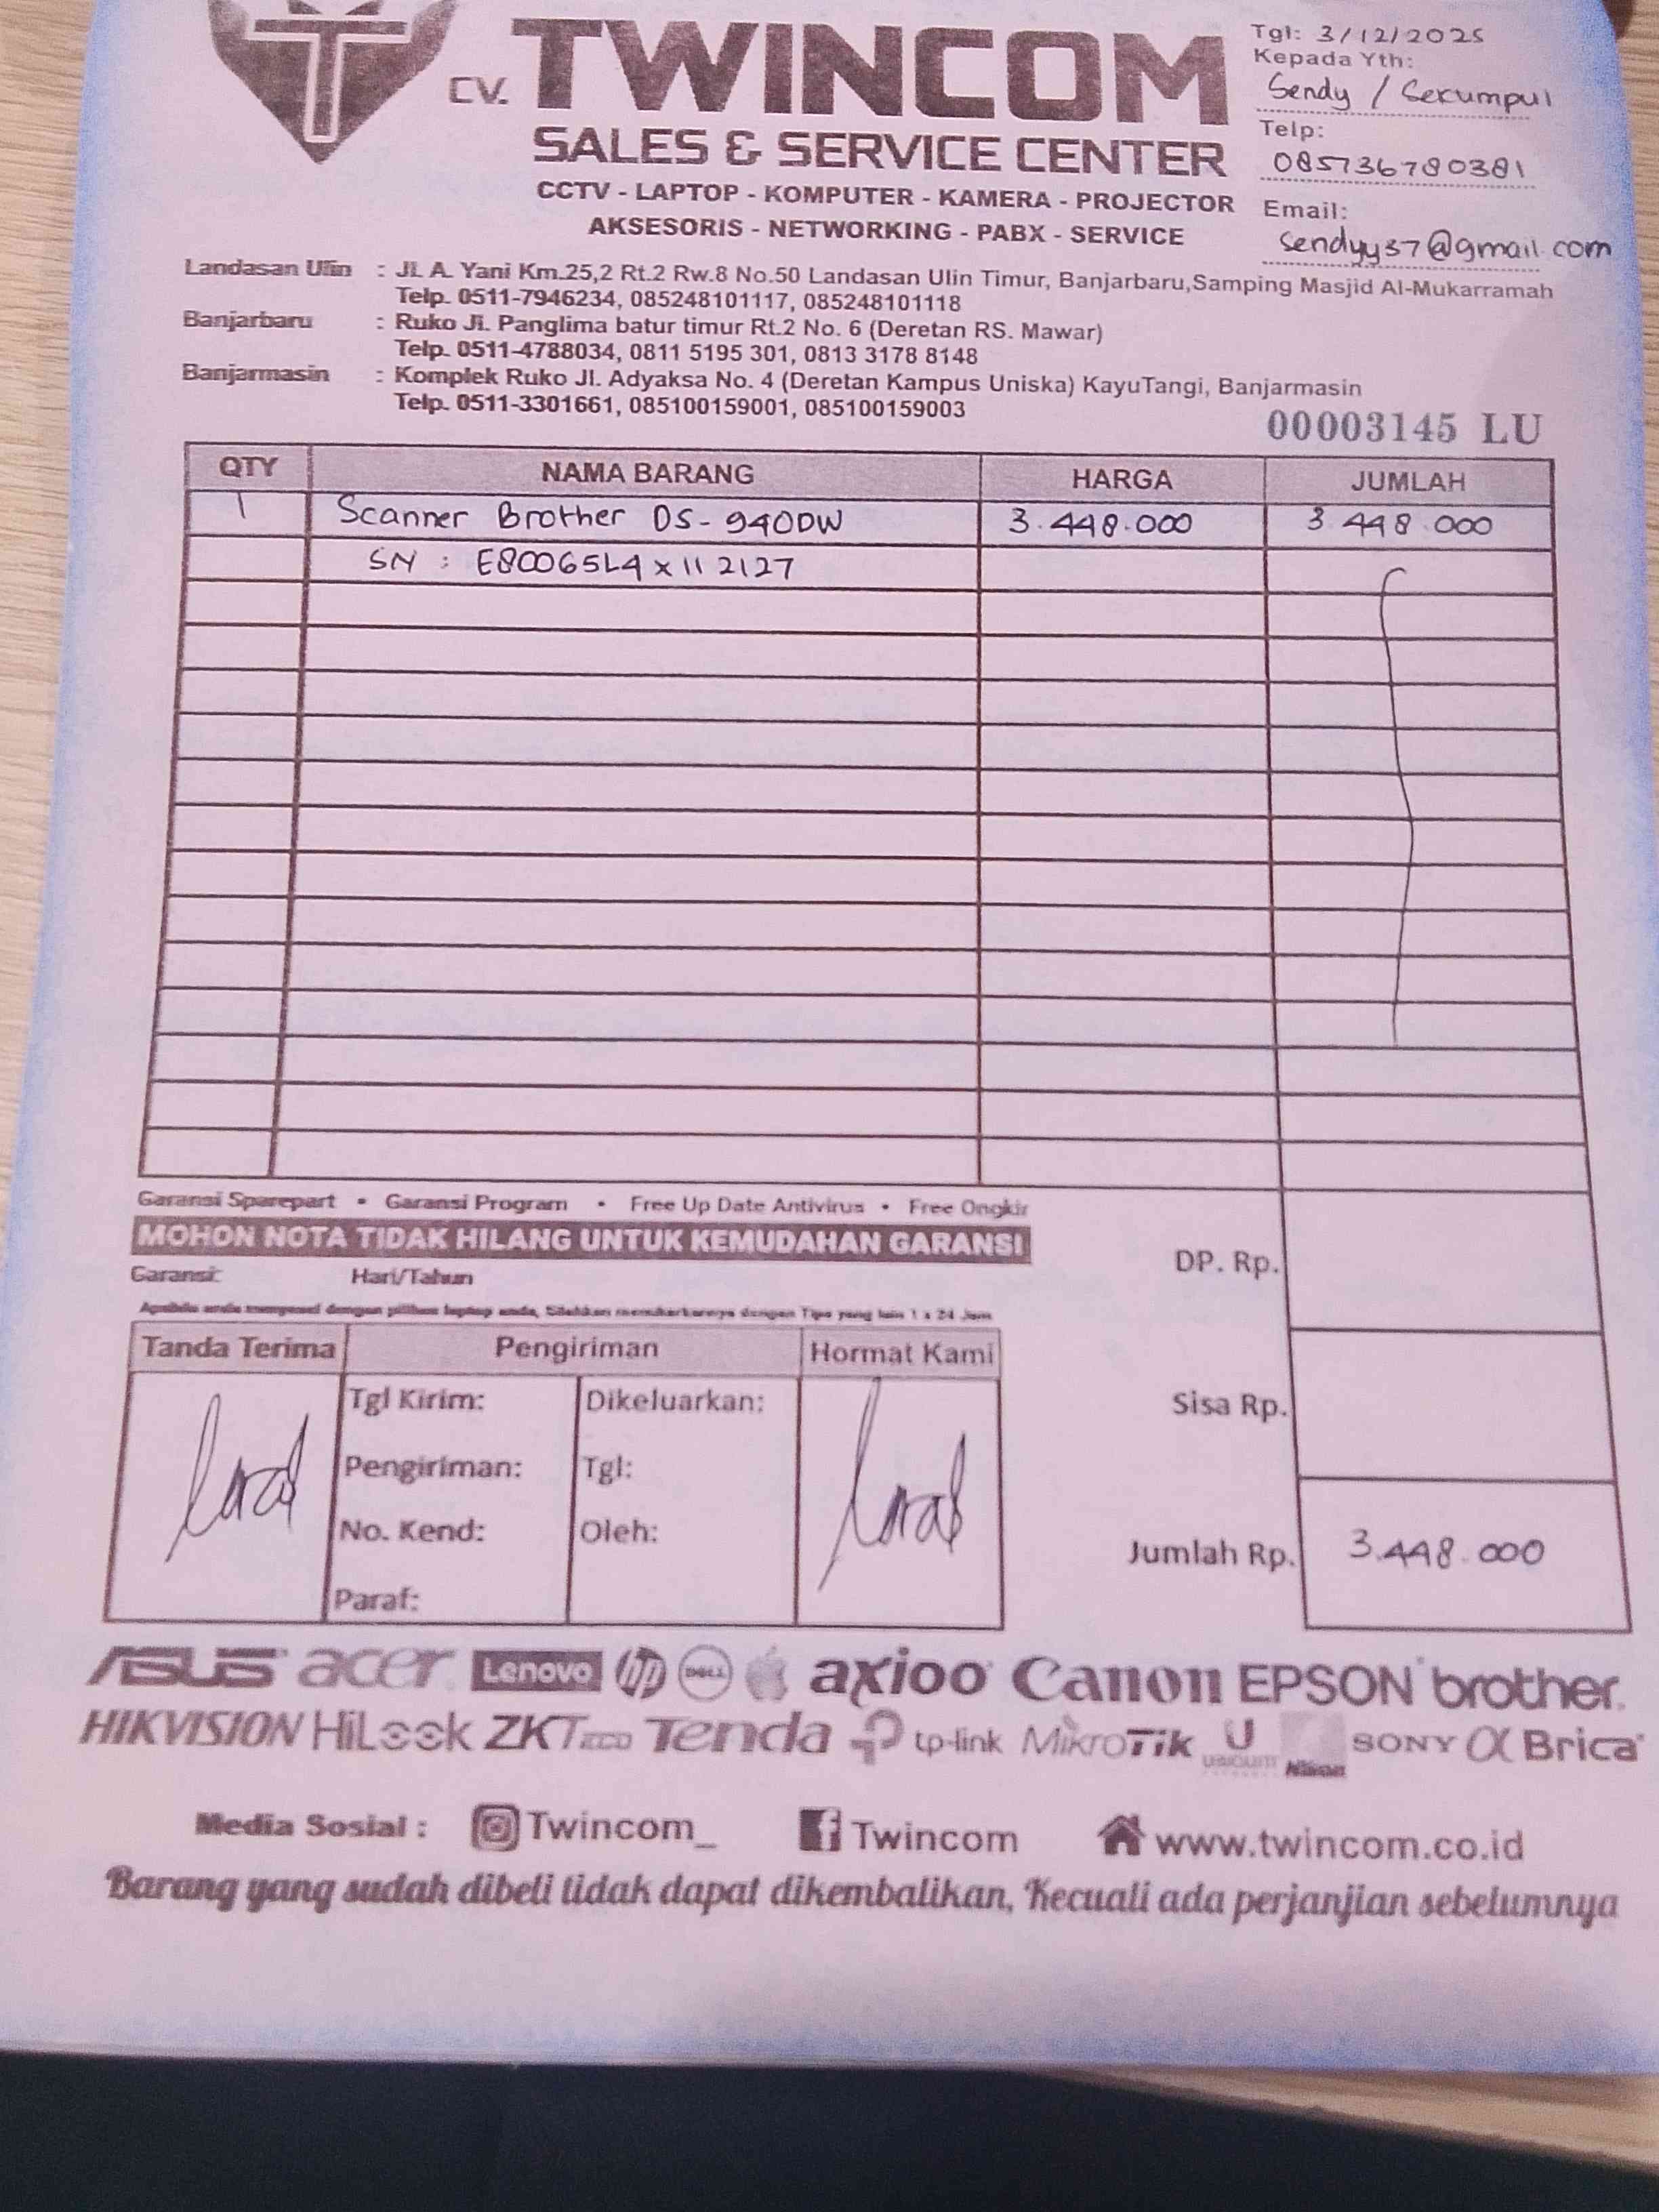 CV. TWINCOM
SALES & SERVICE CENTER
CCTV - LAPTOP - KOMPUTER - KAMERA - PROJECTOR
AKSESORIS - NETWORKING - PABX - SERVICE
Tgl: 3/12/2025
Kepada Yth:
Sendy / Sekumpul
Telp:
085736780381
Email:
sendyy37@gmail.com
Landasan Ulin : Jl. A. Yani Km.25,2 Rt.2 Rw.8 No.50 Landasan Ulin Timur, Banjarbaru,Samping Masjid Al-Mukarramah
Telp. 0511-7946234, 085248101117, 085248101118
Banjarbaru : Ruko Jl. Panglima batur timur Rt.2 No. 6 (Deretan RS. Mawar)
Telp. 0511-4788034, 0811 5195 301, 0813 3178 8148
Banjarmasin : Komplek Ruko Jl. Adyaksa No. 4 (Deretan Kampus Uniska) KayuTangi, Banjarmasin
Telp. 0511-3301661, 085100159001, 085100159003
00003145 LU
QTY NAMA BARANG HARGA JUMLAH
1 Scanner Brother DS-940DW 3.448.000 3.448.000
SN : E80065L4x112127
Garansi Sparepart • Garansi Program • Free Up Date Antivirus • Free Ongkir
MOHON NOTA TIDAK HILANG UNTUK KEMUDAHAN GARANSI
Garansi: Hari/Tahun
DP. Rp.
Tanda Terima Pengiriman Hormat Kami
Tgl Kirim: Dikeluarkan:
Sisa Rp.
Pengiriman: Tgl:
No. Kend: Oleh:
Jumlah Rp. 3.448.000
Paraf:
ASUS acer Lenovo hp DELL axioo Canon EPSON brother
HIKVISION HiLook ZKTeco Tenda tp-link MikroTik UBIQUITI Nikon SONY α Brica
Media Sosial : Twincom_ Twincom www.twincom.co.id
Barang yang sudah dibeli tidak dapat dikembalikan, Kecuali ada perjanjian sebelumnya